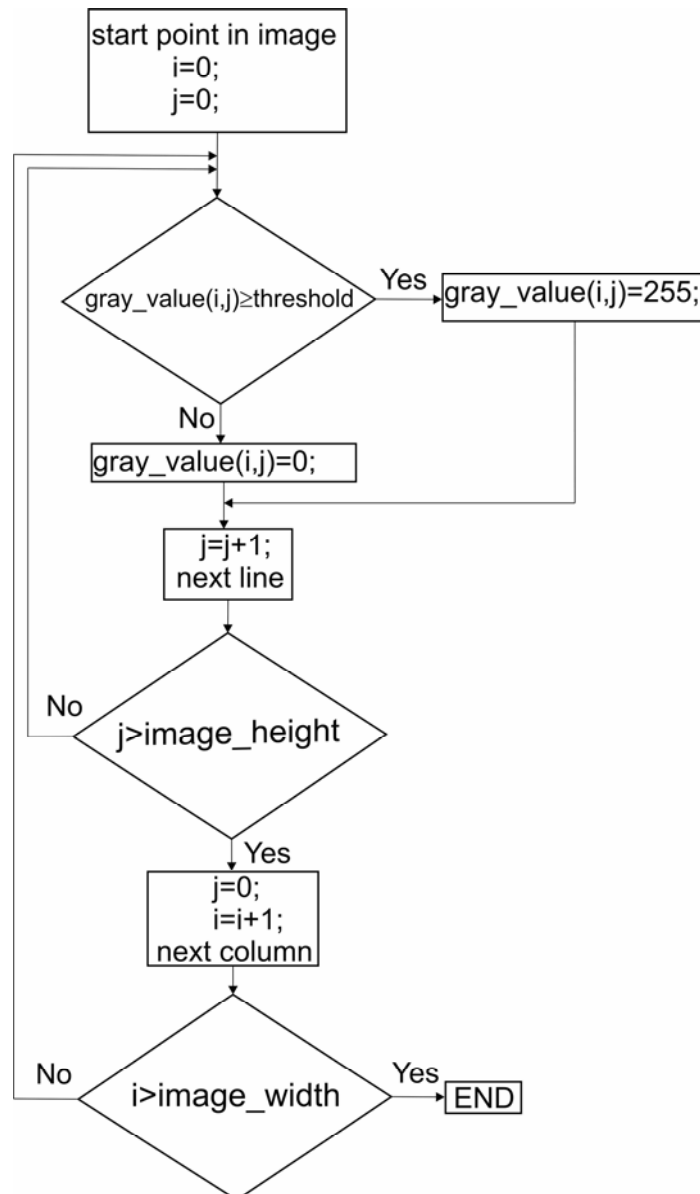 start point in image
i=0;
j=0;
gray_value(i,j)≥threshold
Yes
gray_value(i,j)=255;
No
gray_value(i,j)=0;
j=j+1;
next line
No
j>image_height
Yes
j=0;
i=i+1;
next column
No
i>image_width
Yes
END